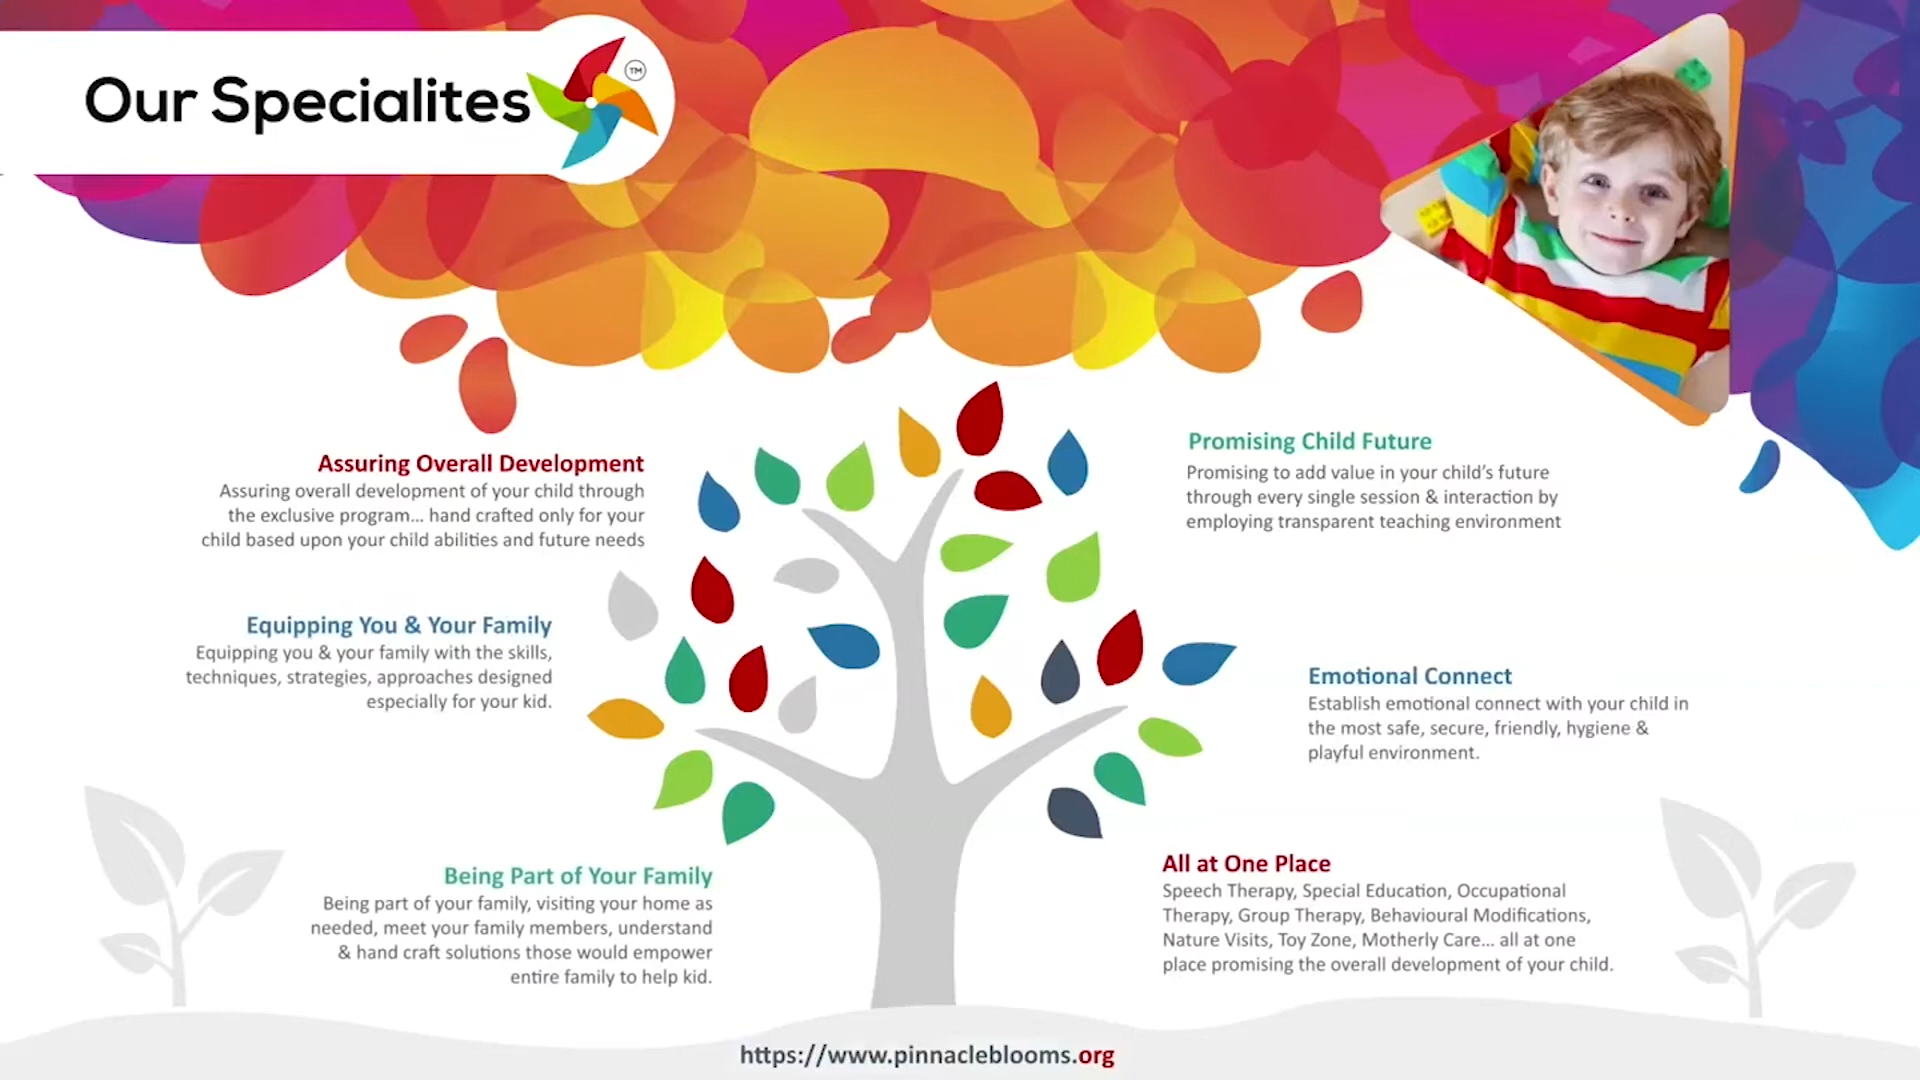 Our Specialites
TM
Assuring Overall Development
Assuring overall development of your child through
the exclusive program... hand crafted only for your
child based upon your child abilities and future needs
Equipping You & Your Family
Equipping you & your family with the skills,
techniques, strategies, approaches designed
especially for your kid.
Being Part of Your Family
Being part of your family, visiting your home as
needed, meet your family members, understand
& hand craft solutions those would empower
entire family to help kid.
Promising Child Future
Promising to add value in your child's future
through every single session & interaction by
employing transparent teaching environment
Emotional Connect
Establish emotional connect with your child in
the most safe, secure, friendly, hygiene &
playful environment.
All at One Place
Speech Therapy, Special Education, Occupational
Therapy, Group Therapy, Behavioural Modifications,
Nature Visits, Toy Zone, Motherly Care... all at one
place promising the overall development of your child.
https://www.pinnacleblooms.org